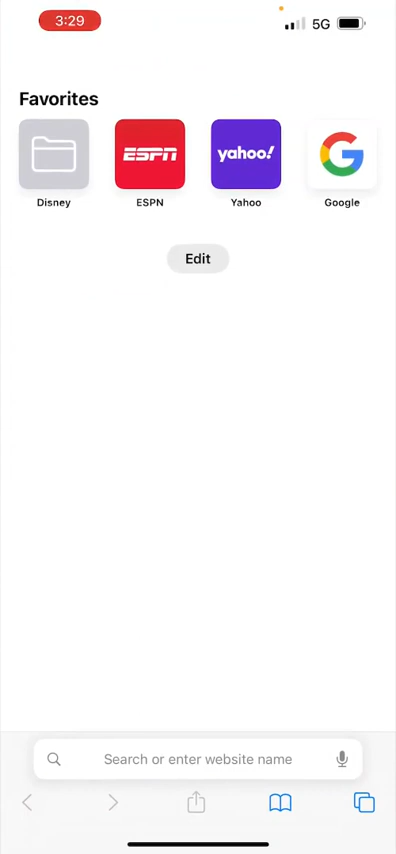 3:29
5G
Favorites
ESPN
yahoo!
G
Disney
ESPN
Yahoo
Google
Edit
Search or enter website name